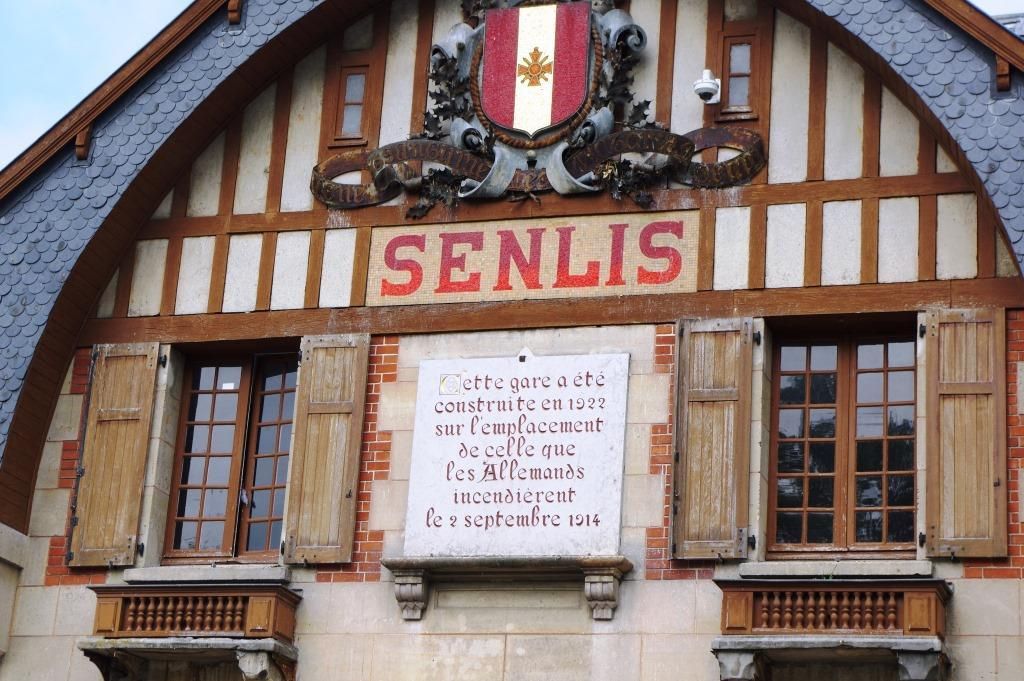 SENLIS
Cette gare a été
construite en 1922
sur l'emplacement
de celle que
les Allemands
incendièrent
le 2 septembre 1914